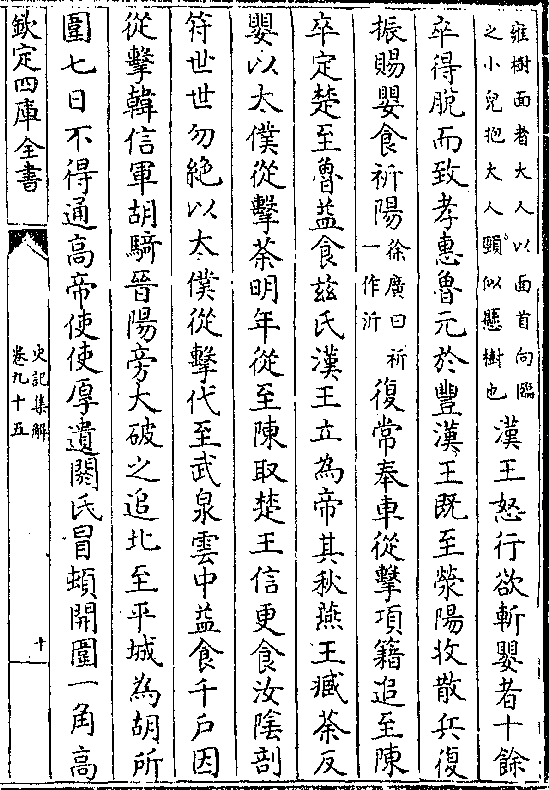 雍樹面者大人以面首向臨
之小兒抱大人頸似懸樹也
漢王怒行欲斬嬰者十餘
卒得脫而致孝惠魯元於豐漢王既至滎陽收散兵復
振賜嬰食祈陽
徐廣曰祈
一作沂
復常奉車從擊項籍追至陳
卒定楚至魯益食兹氏漢王立為帝其秋燕王臧荼反
嬰以太僕從擊荼明年從至陳取楚王信更食汝隂剖
符世世勿絶以太僕從擊代至武泉雲中益食千戶因
從擊韓信軍胡騎晉陽旁大破之追北至平城為胡所
圍七日不得通高帝使使厚遺閼氏冒頓開圍一角高
欽定四庫全書
史記集解
卷九十五
十